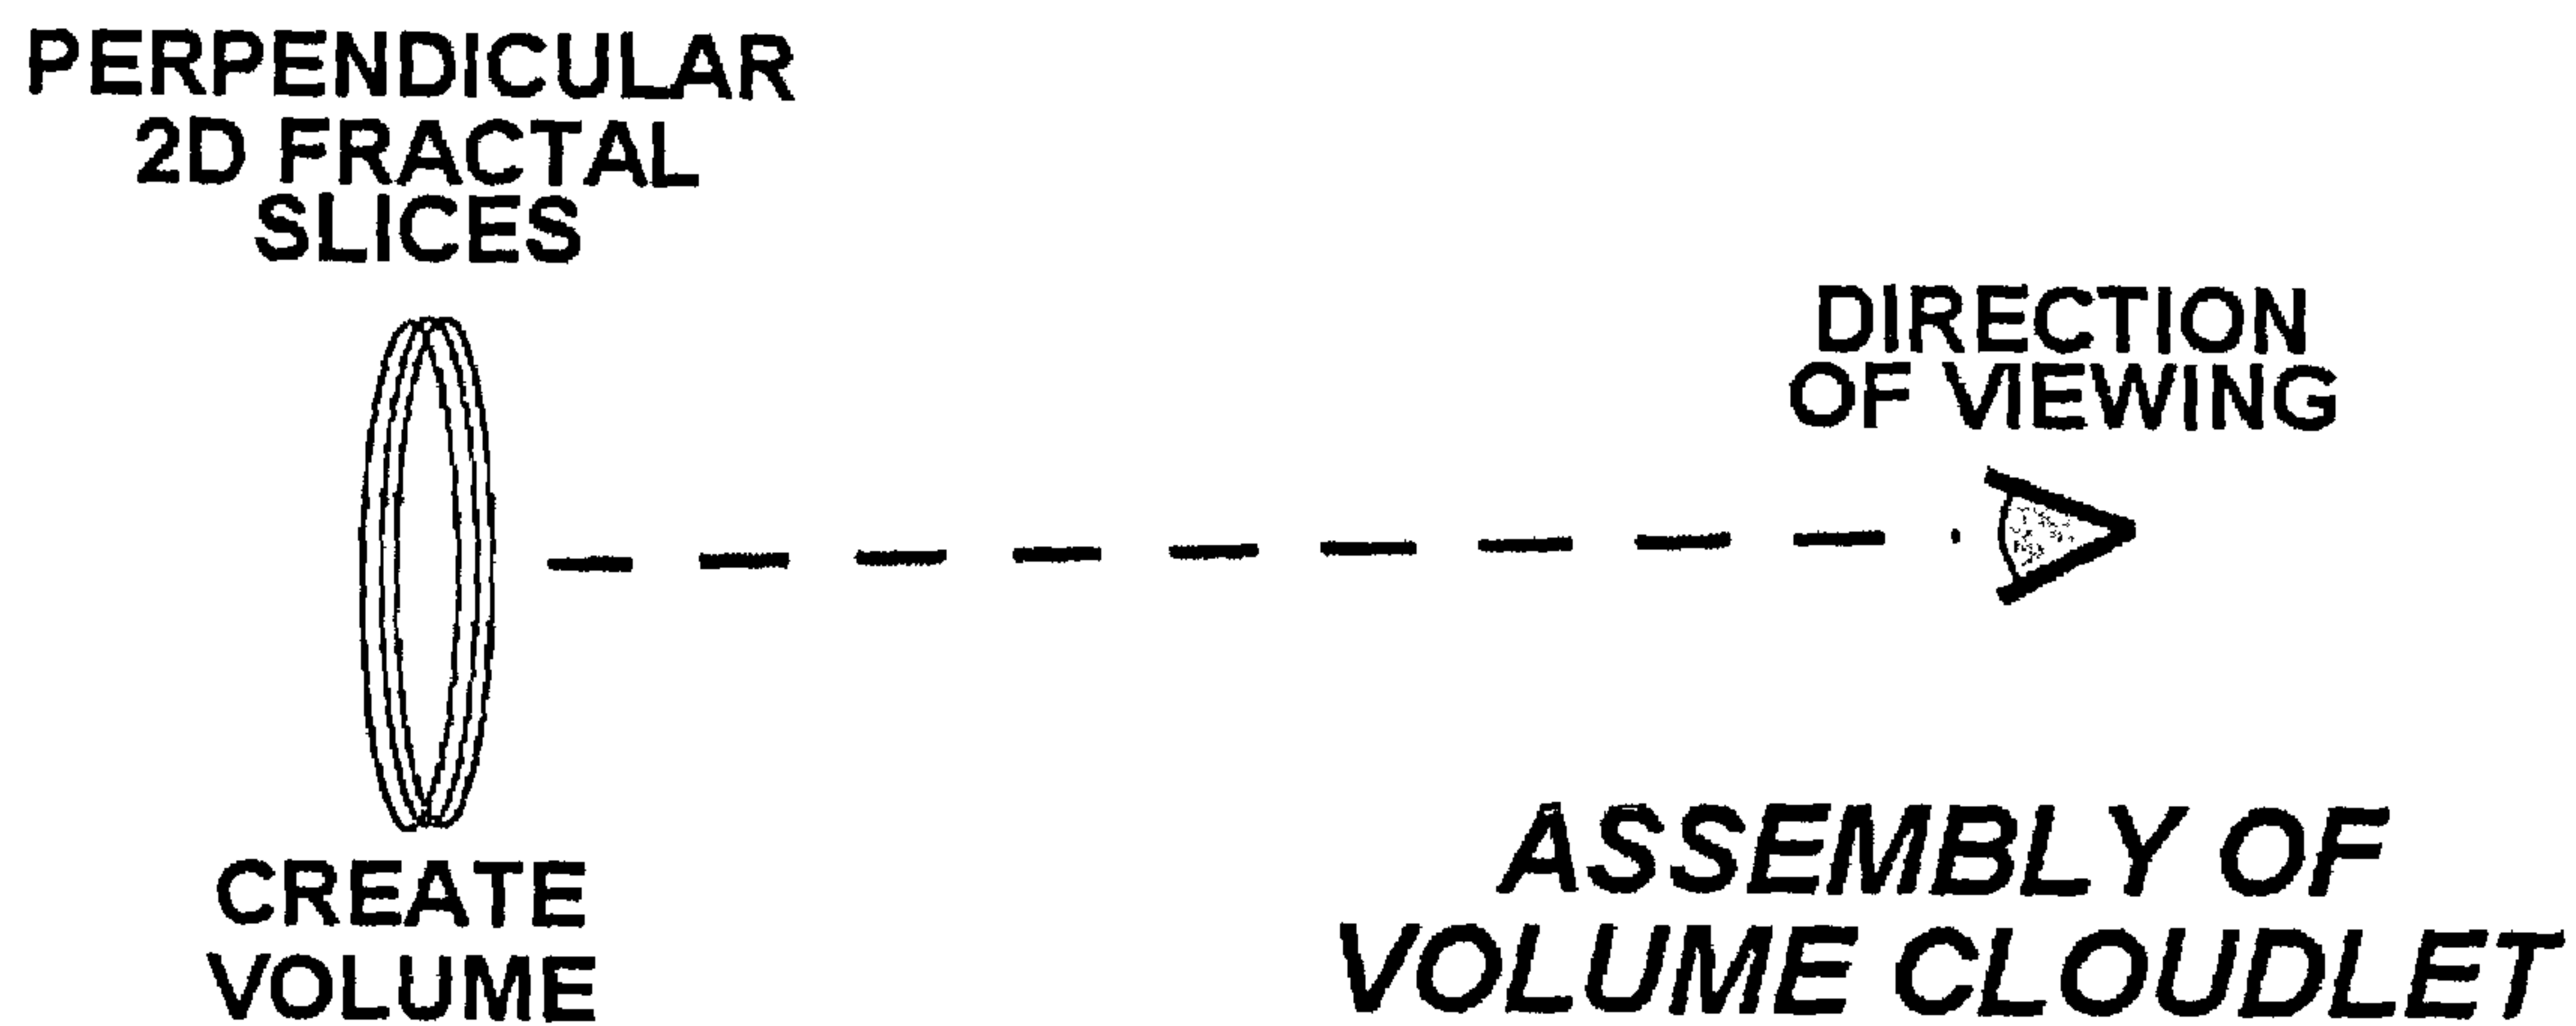 PERPENDICULAR
2D FRACTAL
SLICES
DIRECTION
OF VIEWING
CREATE
VOLUME
ASSEMBLY OF
VOLUME CLOUDLET